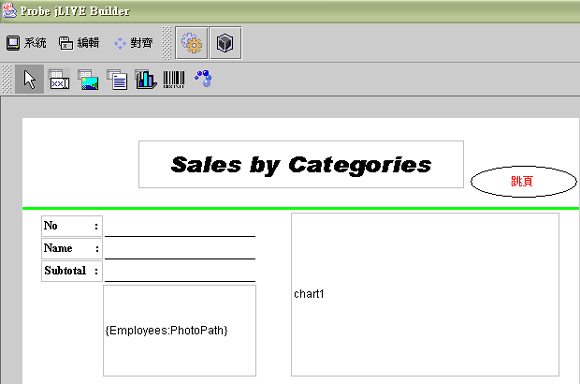 Probe jLIVE Builder
系統 編輯 對齊
Sales by Categories
跳頁
No :
Name :
Subtotal :
chart1
{Employees:PhotoPath}